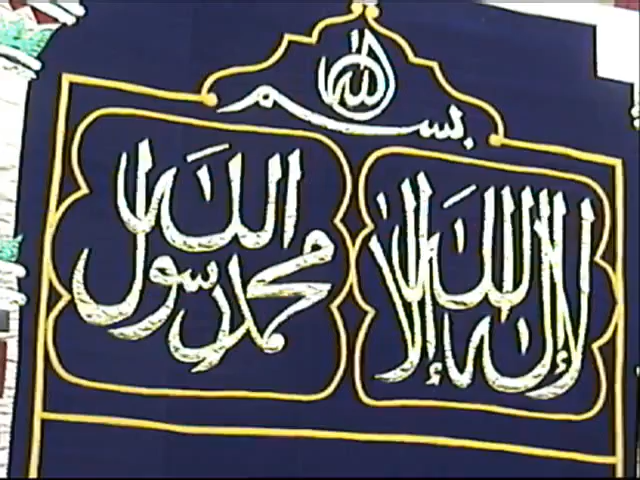 بسم الله
لا إله إلا الله
محمد رسول الله